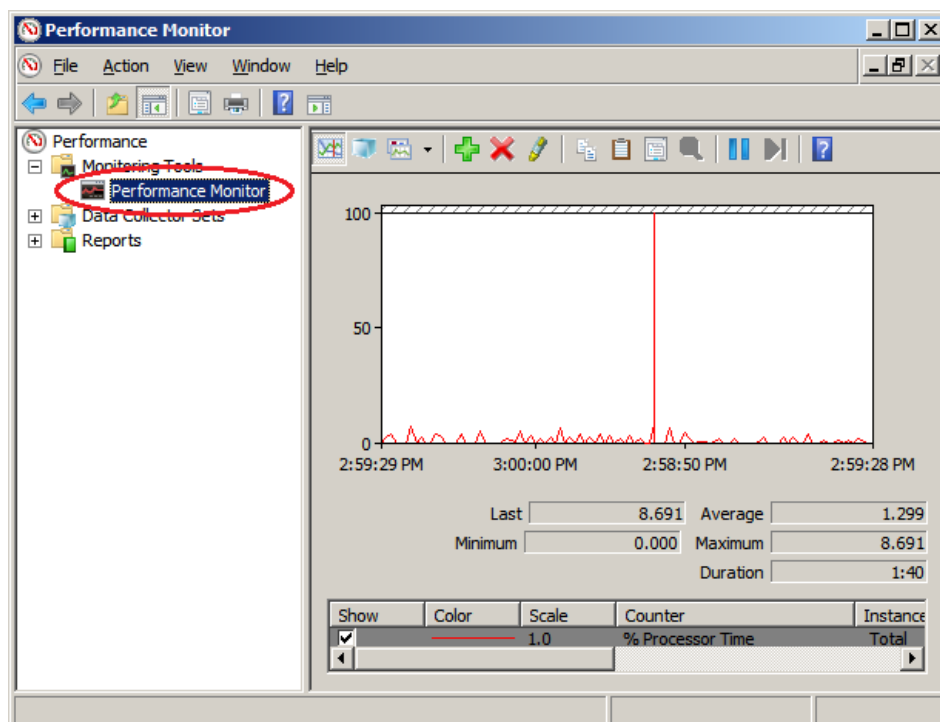 Performance Monitor
File Action View Window Help
Performance
Monitoring Tools
Performance Monitor
Data Collector Sets
Reports
100
50
0
2:59:29 PM 3:00:00 PM 2:58:50 PM 2:59:28 PM
Last 8.691 Average 1.299
Minimum 0.000 Maximum 8.691
Duration 1:40
Show Color Scale Counter Instance
1.0 % Processor Time Total